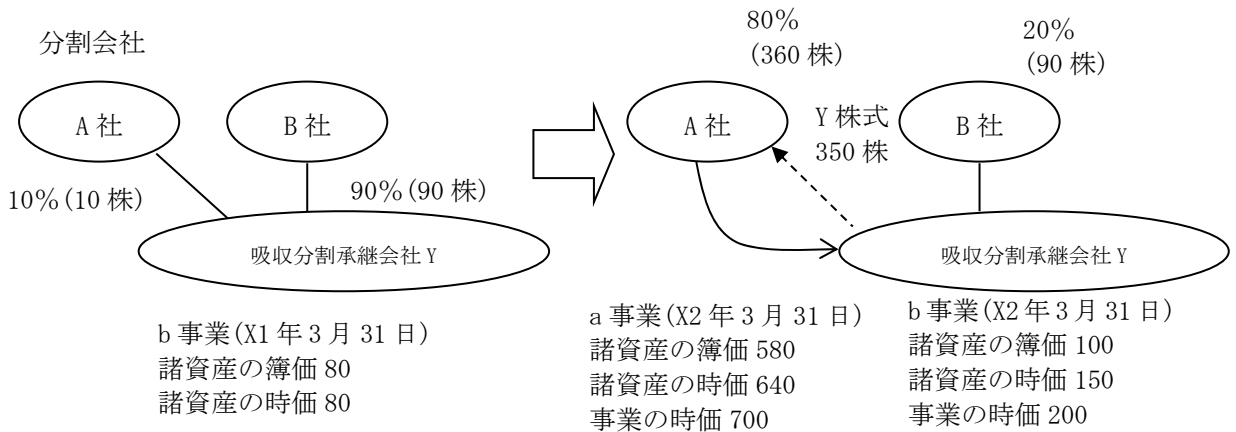 分割会社
A 社
B 社
10％(10 株)
90％(90 株)
吸収分割承継会社 Y
b 事業(X1 年 3 月 31 日)
諸資産の簿価 80
諸資産の時価 80
80％
(360 株)
20％
(90 株)
A 社
Y 株式
350 株
B 社
吸収分割承継会社 Y
a 事業(X2 年 3 月 31 日)
諸資産の簿価 580
諸資産の時価 640
事業の時価 700
b 事業(X2 年 3 月 31 日)
諸資産の簿価 100
諸資産の時価 150
事業の時価 200